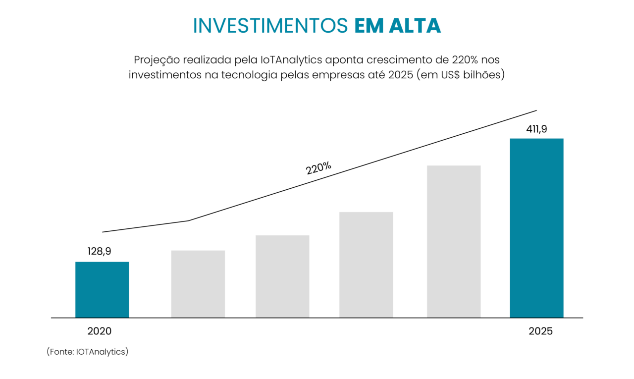 INVESTIMENTOS EM ALTA
Projeção realizada pela IoTAnalytics aponta crescimento de 220% nos
investimentos na tecnologia pelas empresas até 2025 (em US$ bilhões)
411,9
220%
128,9
2020
2025
(Fonte: IOTAnalytics)